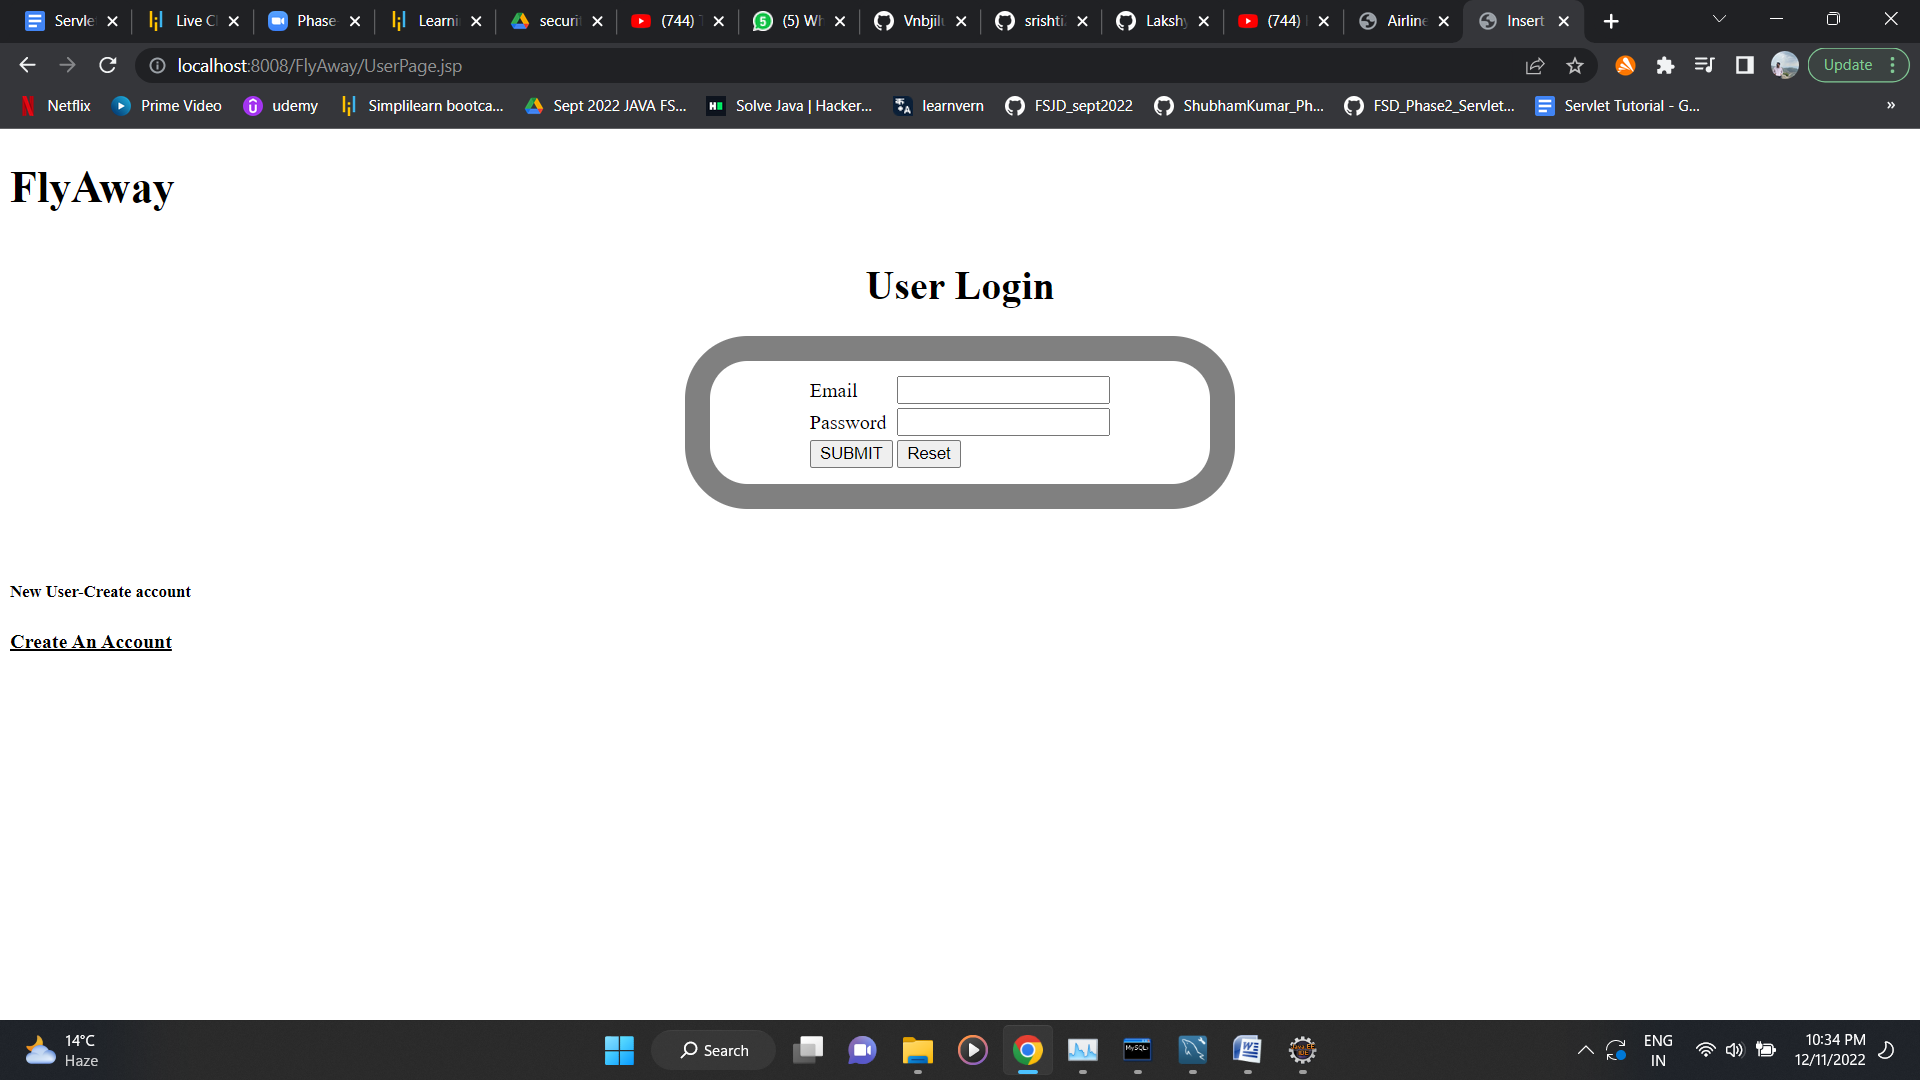 Servle
Live Cl
Phase-
Learni
securit
(744) T
(5) Wh
Vnbjilu
srishtiz
Lakshy
(744) 
Airline
Insert
localhost:8008/FlyAway/UserPage.jsp
Update
Netflix
Prime Video
udemy
Simplilearn bootca...
Sept 2022 JAVA FS...
Solve Java | Hacker...
learnvern
FSJD_sept2022
ShubhamKumar_Ph...
FSD_Phase2_Servlet...
Servlet Tutorial - G...
»
FlyAway
User Login
Email
Password
SUBMIT Reset
New User-Create account
Create An Account
14°C
Haze
Search
ENG
IN
10:34 PM
12/11/2022